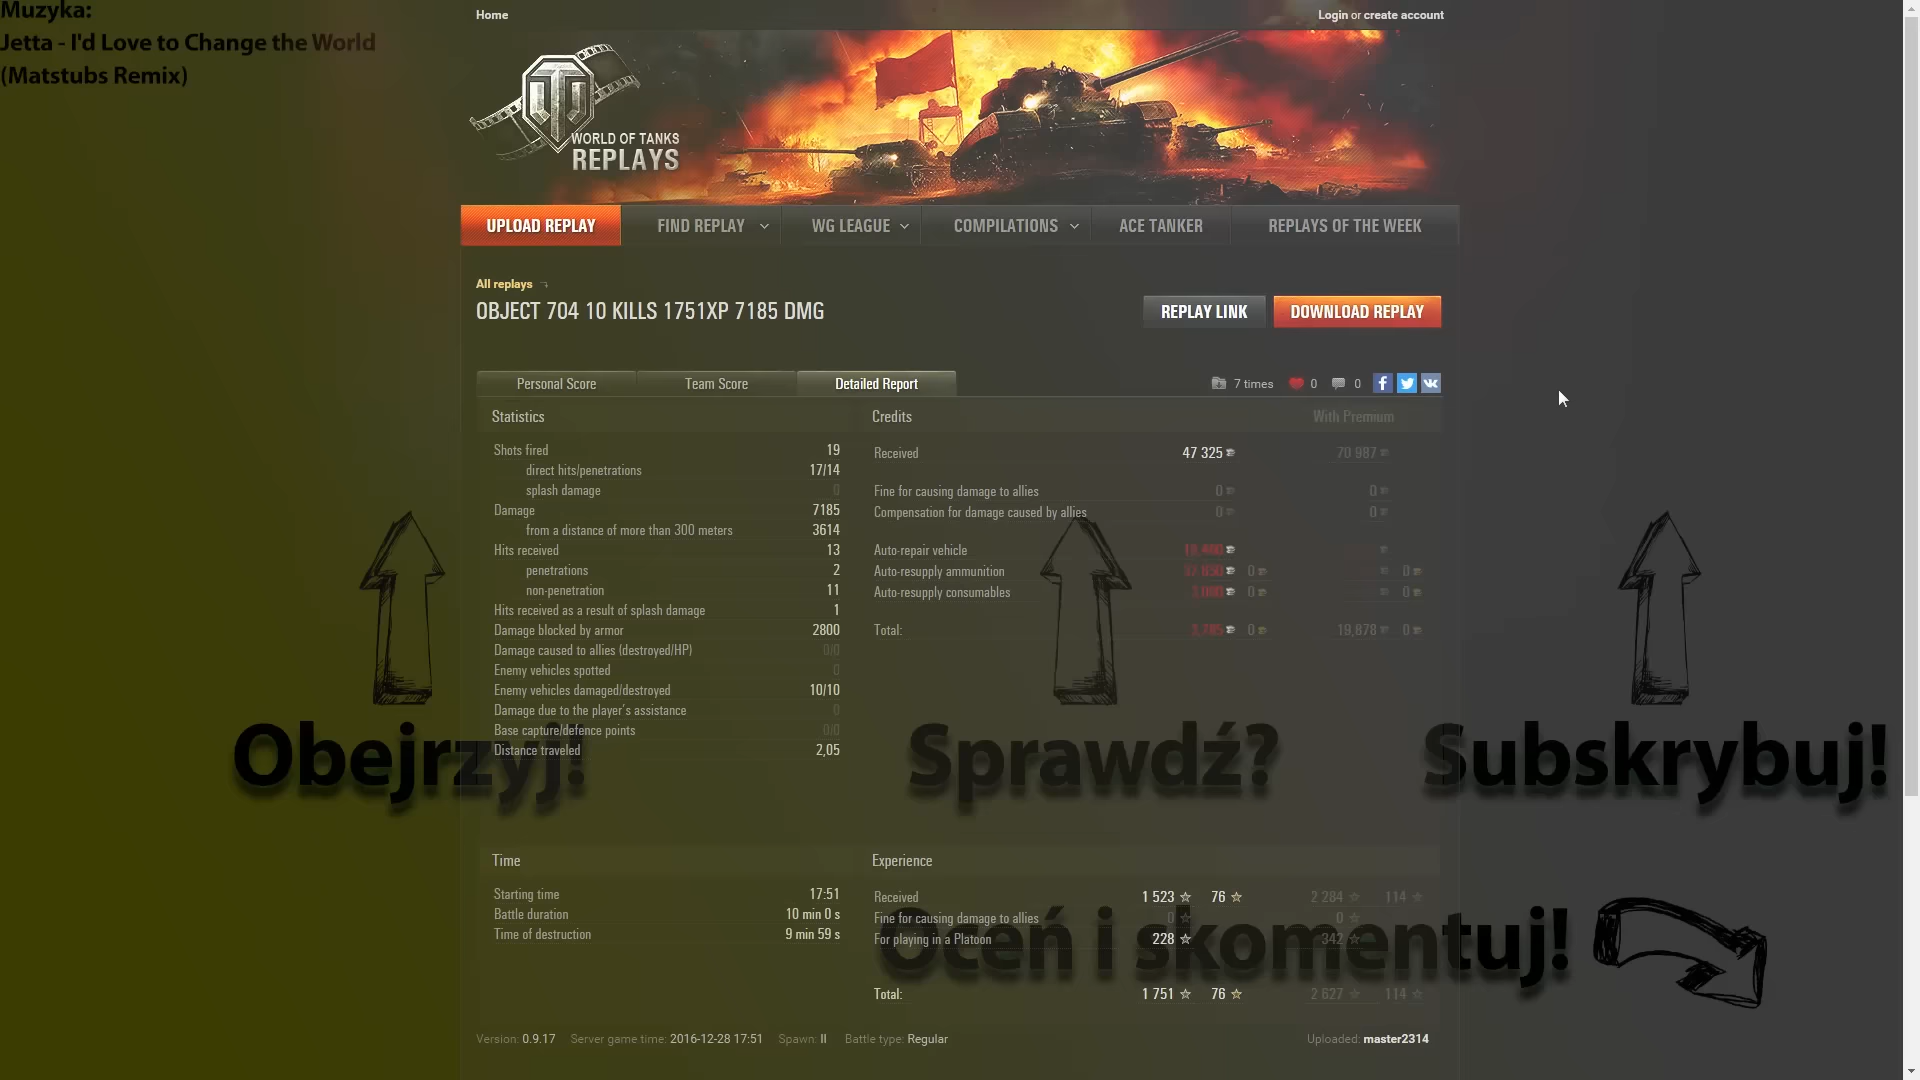 Muzyka:
Jetta - I'd Love to Change the World
(Matstubs Remix)
Home
Login or create account
WORLD OF TANKS
REPLAYS
UPLOAD REPLAY
FIND REPLAY
WG LEAGUE
COMPILATIONS
ACE TANKER
REPLAYS OF THE WEEK
All replays
OBJECT 704 10 KILLS 1751XP 7185 DMG
REPLAY LINK
DOWNLOAD REPLAY
Personal Score
Team Score
Detailed Report
7 times
0
0
Statistics
Shots fired 19
direct hits/penetrations 17/14
splash damage 0
Damage 7185
from a distance of more than 300 meters 3614
Hits received 13
penetrations 2
non-penetration 11
Hits received as a result of splash damage 1
Damage blocked by armor 2800
Damage caused to allies (destroyed/HP) 0/0
Enemy vehicles spotted 0
Enemy vehicles damaged/destroyed 10/10
Damage due to the player's assistance 0
Base capture/defence points 0/0
Distance traveled 2,05
Credits With Premium
Received 47 325 70 987
Fine for causing damage to allies 0 0
Compensation for damage caused by allies 0 0
Auto-repair vehicle
Auto-resupply ammunition 0 0
Auto-resupply consumables 0 0
Total: 0 19,878 0
Obejrzyj!
Sprawdź?
Subskrybuj!
Time
Starting time 17:51
Battle duration 10 min 0 s
Time of destruction 9 min 59 s
Experience
Received 1 523 76 2 284 114
Fine for causing damage to allies 0 0
For playing in a Platoon 228 342
Total: 1 751 76 2 627 114
Oceń i skomentuj!
Version: 0.9.17 Server game time: 2016-12-28 17:51 Spawn: II Battle type: Regular
Uploaded: master2314